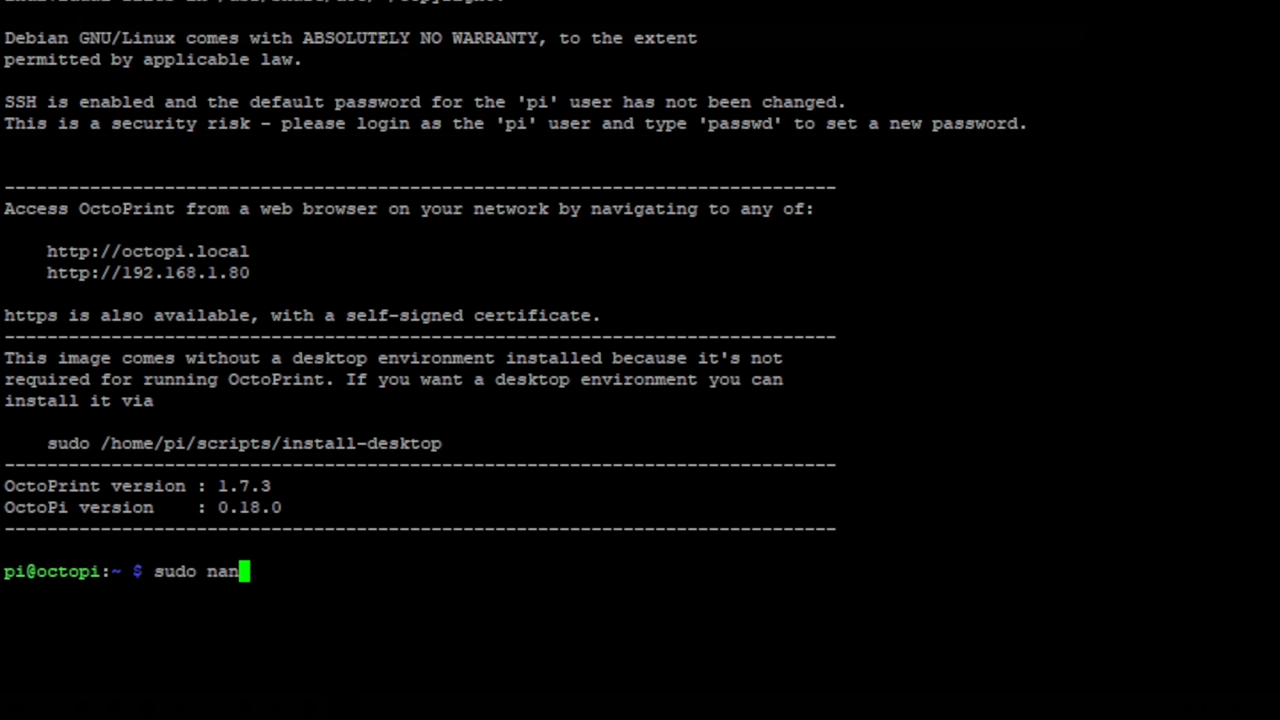 Debian GNU/Linux comes with ABSOLUTELY NO WARRANTY, to the extent
permitted by applicable law.
SSH is enabled and the default password for the 'pi' user has not been changed.
This is a security risk - please login as the 'pi' user and type 'passwd' to set a new password.
------------------------------------------------------------------------------
Access OctoPrint from a web browser on your network by navigating to any of:
http://octopi.local
http://192.168.1.80
https is also available, with a self-signed certificate.
------------------------------------------------------------------------------
This image comes without a desktop environment installed because it's not
required for running OctoPrint. If you want a desktop environment you can
install it via
sudo /home/pi/scripts/install-desktop
------------------------------------------------------------------------------
OctoPrint version : 1.7.3
OctoPi version    : 0.18.0
------------------------------------------------------------------------------
pi@octopi:~ $ sudo nan